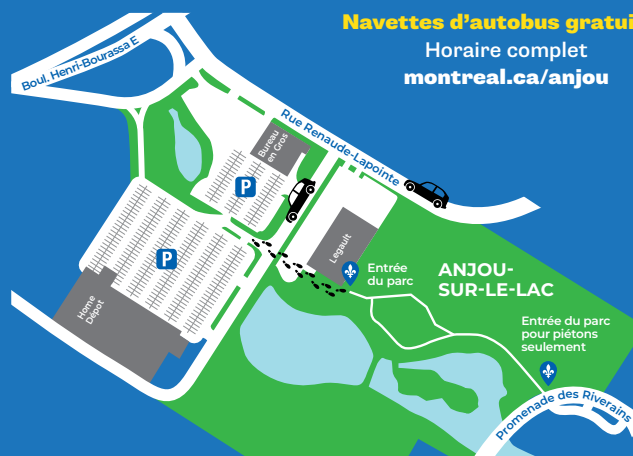 Navettes d’autobus gratui
Horaire complet
montreal.ca/anjou
Boul. Henri-Bourassa E
Rue Renaude-Lapointe
Bureau
en Gros
P
Legault
P
Entrée
du parc
ANJOU-
SUR-LE-LAC
Home
Dépôt
Entrée du parc
pour piétons
seulement
Promenade des Riverains